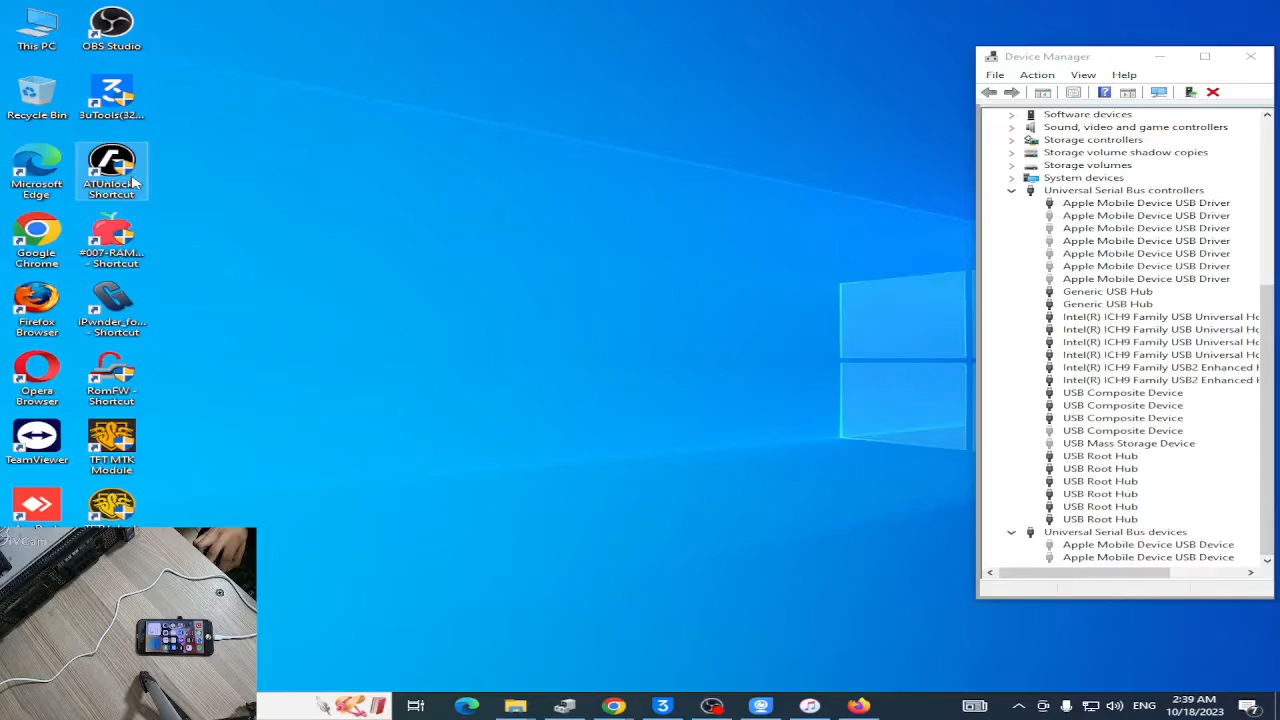 This PC
OBS Studio
Recycle Bin
3uTools(32...
Microsoft
Edge
ATUnlock
Shortcut
Google
Chrome
#007-RAM...
- Shortcut
Firefox
Browser
iPwnder_fo...
- Shortcut
Opera
Browser
RomFW -
Shortcut
TeamViewer
TFT MTK
Module
iVCam
Device Manager
File Action View Help
Software devices
Sound, video and game controllers
Storage controllers
Storage volume shadow copies
Storage volumes
System devices
Universal Serial Bus controllers
Apple Mobile Device USB Driver
Apple Mobile Device USB Driver
Apple Mobile Device USB Driver
Apple Mobile Device USB Driver
Apple Mobile Device USB Driver
Apple Mobile Device USB Driver
Apple Mobile Device USB Driver
Generic USB Hub
Generic USB Hub
Intel(R) ICH9 Family USB Universal Ho
Intel(R) ICH9 Family USB Universal Ho
Intel(R) ICH9 Family USB Universal Ho
Intel(R) ICH9 Family USB Universal Ho
Intel(R) ICH9 Family USB2 Enhanced
Intel(R) ICH9 Family USB2 Enhanced
USB Composite Device
USB Composite Device
USB Composite Device
USB Composite Device
USB Mass Storage Device
USB Root Hub
USB Root Hub
USB Root Hub
USB Root Hub
USB Root Hub
USB Root Hub
Universal Serial Bus devices
Apple Mobile Device USB Device
Apple Mobile Device USB Device
ENG
2:39 AM
10/18/2023
7